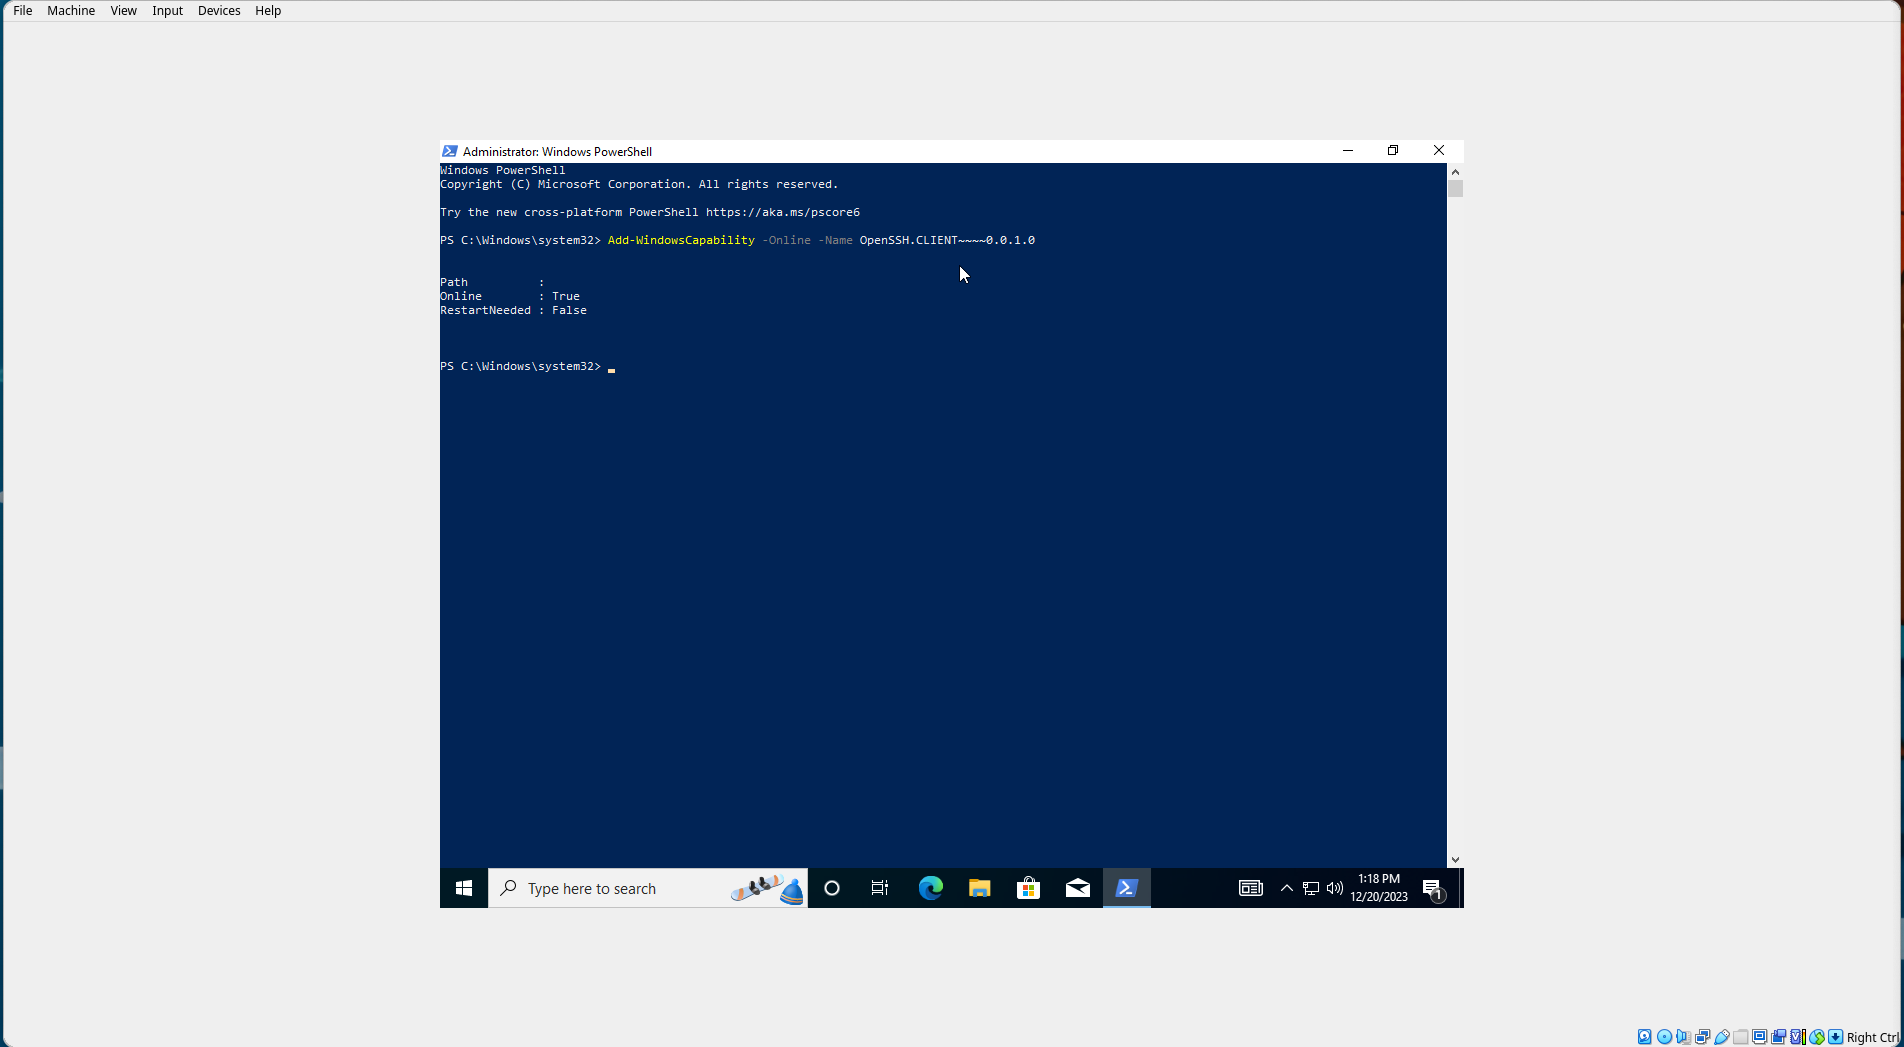 File Machine View Input Devices Help
Administrator: Windows PowerShell
Windows PowerShell
Copyright (C) Microsoft Corporation. All rights reserved.
Try the new cross-platform PowerShell https://aka.ms/pscore6
PS C:\Windows\system32> Add-WindowsCapability -Online -Name OpenSSH.CLIENT~~~~0.0.1.0
Path          :
Online        : True
RestartNeeded : False
PS C:\Windows\system32>
Type here to search
1:18 PM
12/20/2023
1
Right Ctrl